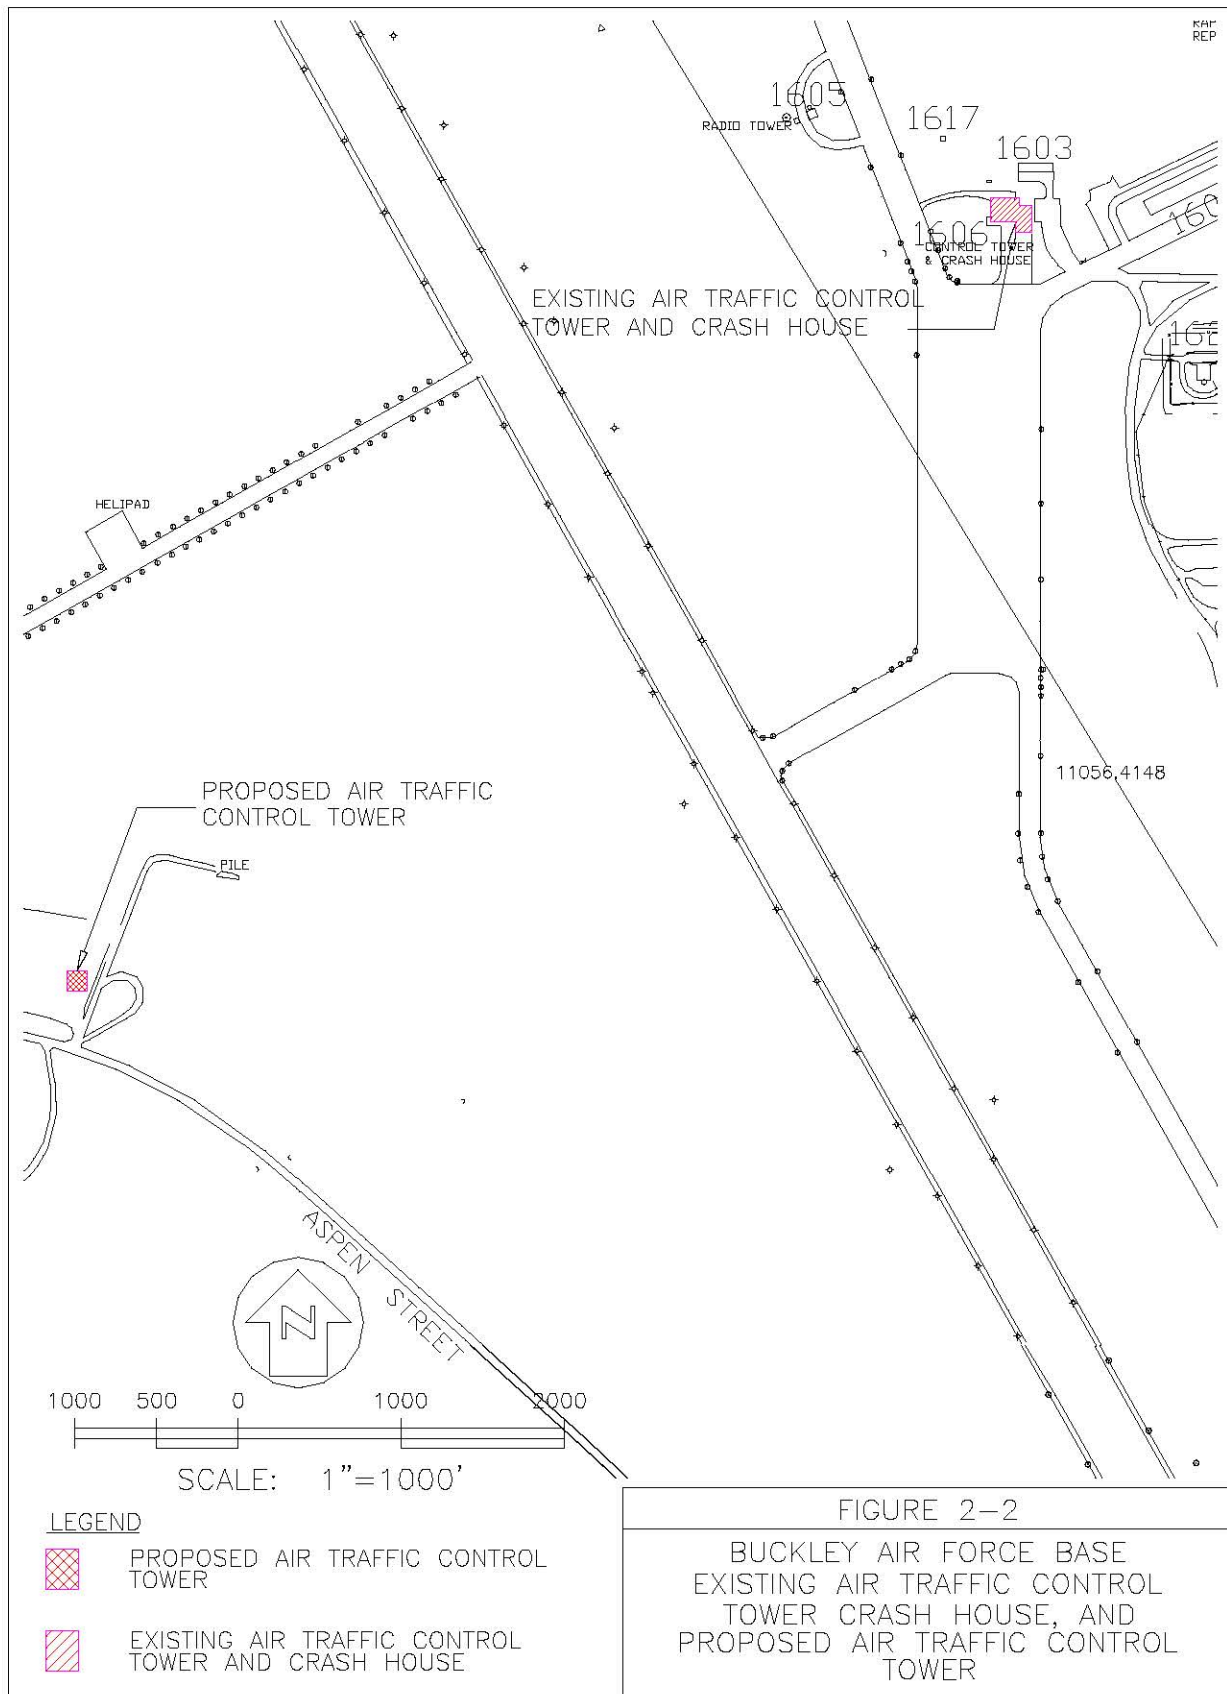 REP
1605
RADIO TOWER
1617
1603
1606
CONTROL TOWER
& CRASH HOUSE
EXISTING AIR TRAFFIC CONTROL
TOWER AND CRASH HOUSE
HELIPAD
11056,4148
PROPOSED AIR TRAFFIC
CONTROL TOWER
PILE
ASPEN STREET
N
1000 500 0 1000 2000
SCALE: 1"=1000'
LEGEND
PROPOSED AIR TRAFFIC CONTROL
TOWER
EXISTING AIR TRAFFIC CONTROL
TOWER AND CRASH HOUSE
FIGURE 2-2
BUCKLEY AIR FORCE BASE
EXISTING AIR TRAFFIC CONTROL
TOWER CRASH HOUSE, AND
PROPOSED AIR TRAFFIC CONTROL
TOWER